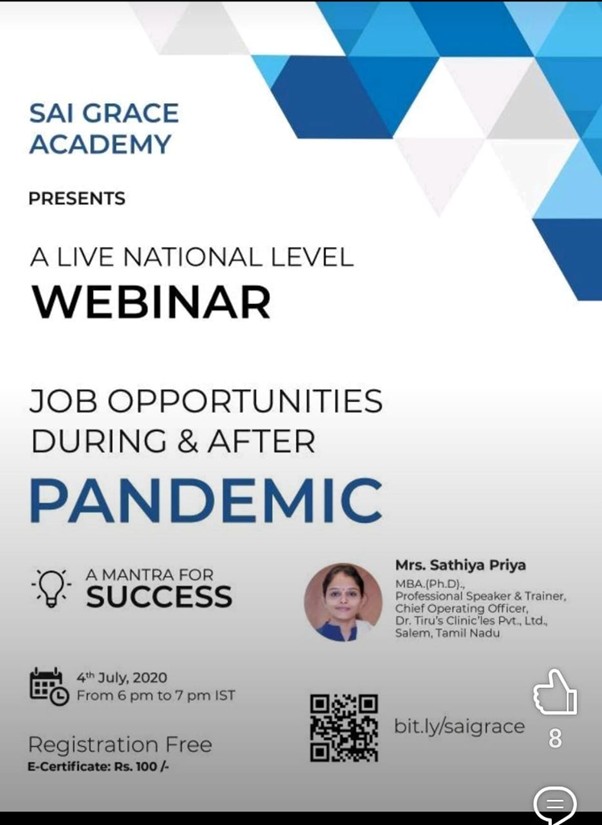 SAI GRACE
ACADEMY
PRESENTS
A LIVE NATIONAL LEVEL
WEBINAR
JOB OPPORTUNITIES
DURING & AFTER
PANDEMIC
A MANTRA FOR
SUCCESS
Mrs. Sathiya Priya
MBA.(Ph.D).,
Professional Speaker & Trainer,
Chief Operating Officer,
Dr. Tiru's Clinic'les Pvt., Ltd.,
Salem, Tamil Nadu
4th July, 2020
From 6 pm to 7 pm IST
bit.ly/saigrace
Registration Free
E-Certificate: Rs. 100 /-
8